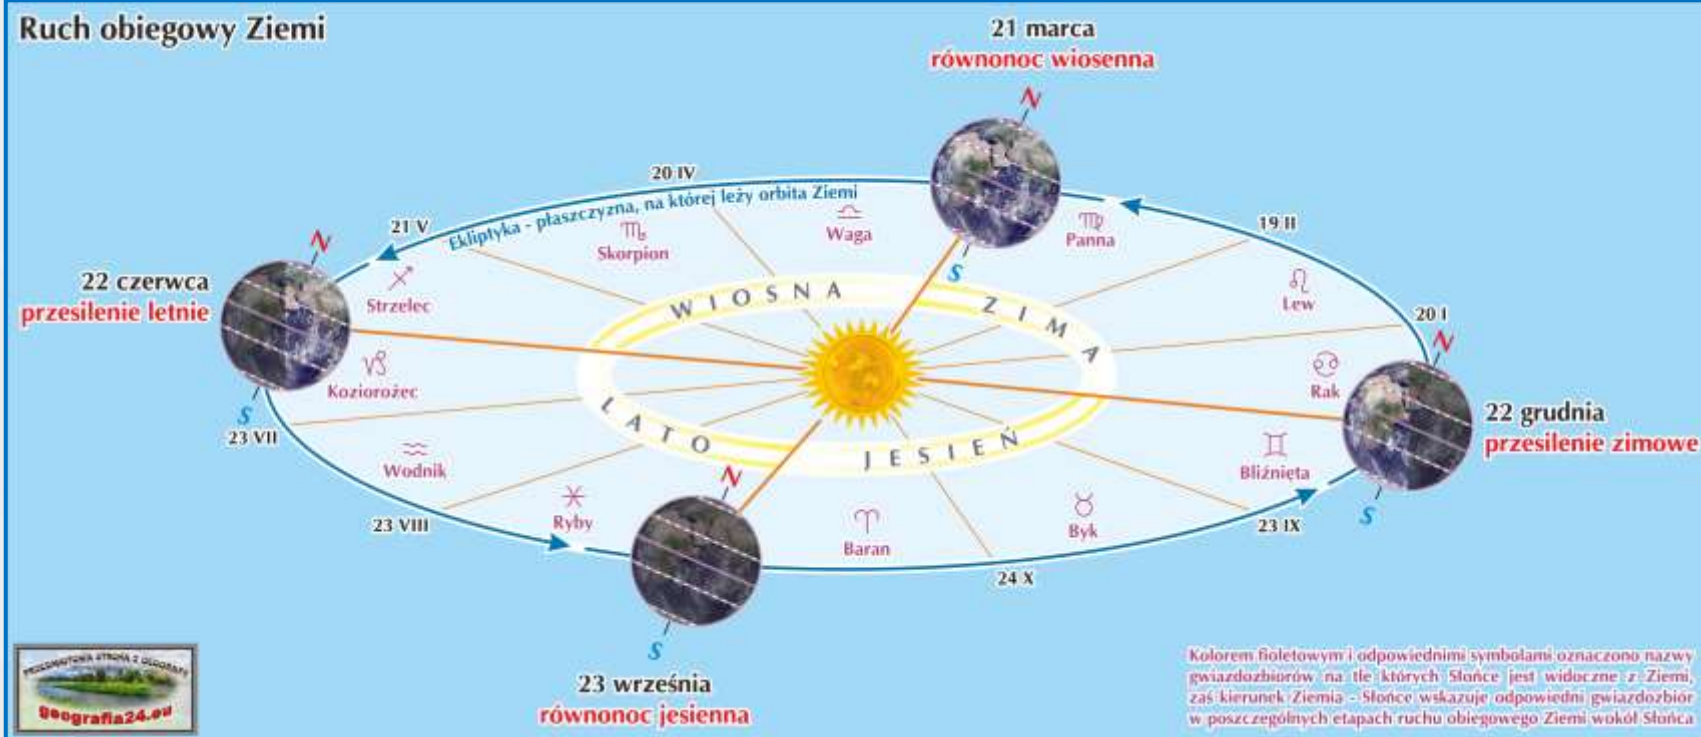 Ruch obiegowy Ziemi
21 marca
równonoc wiosenna
N
S
20 IV
Ekliptyka - płaszczyzna, na której leży orbita Ziemi
21 V
19 II
Skorpion
Waga
Panna
Lew
22 czerwca
przesilenie letnie
N
S
Strzelec
WIOSNA
ZIMA
20 I
N
S
Rak
Koziorożec
22 grudnia
przesilenie zimowe
23 VII
LATO
JESIEŃ
Wodnik
Bliźnięta
N
S
23 VIII
Ryby
Baran
Byk
23 IX
24 X
23 września
równonoc jesienna
PRZEDMIOTOWA STRONA Z GEOGRAFII
geografia24.eu
Kolorem fioletowym i odpowiednimi symbolami oznaczono nazwy
gwiazdozbiorów na tle których Słońce jest widoczne z Ziemi,
zaś kierunek Ziemia - Słońce wskazuje odpowiedni gwiazdozbiór
w poszczególnych etapach ruchu obiegowego Ziemi wokół Słońca